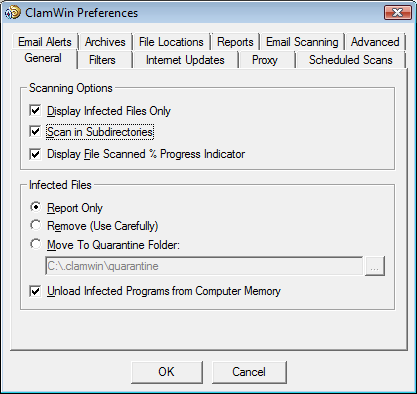 ClamWin Preferences
Email Alerts Archives File Locations Reports Email Scanning Advanced
General Filters Internet Updates Proxy Scheduled Scans
Scanning Options
Display Infected Files Only
Scan in Subdirectories
Display File Scanned % Progress Indicator
Infected Files
Report Only
Remove (Use Carefully)
Move To Quarantine Folder:
C:\.clamwin\quarantine
...
Unload Infected Programs from Computer Memory
OK Cancel